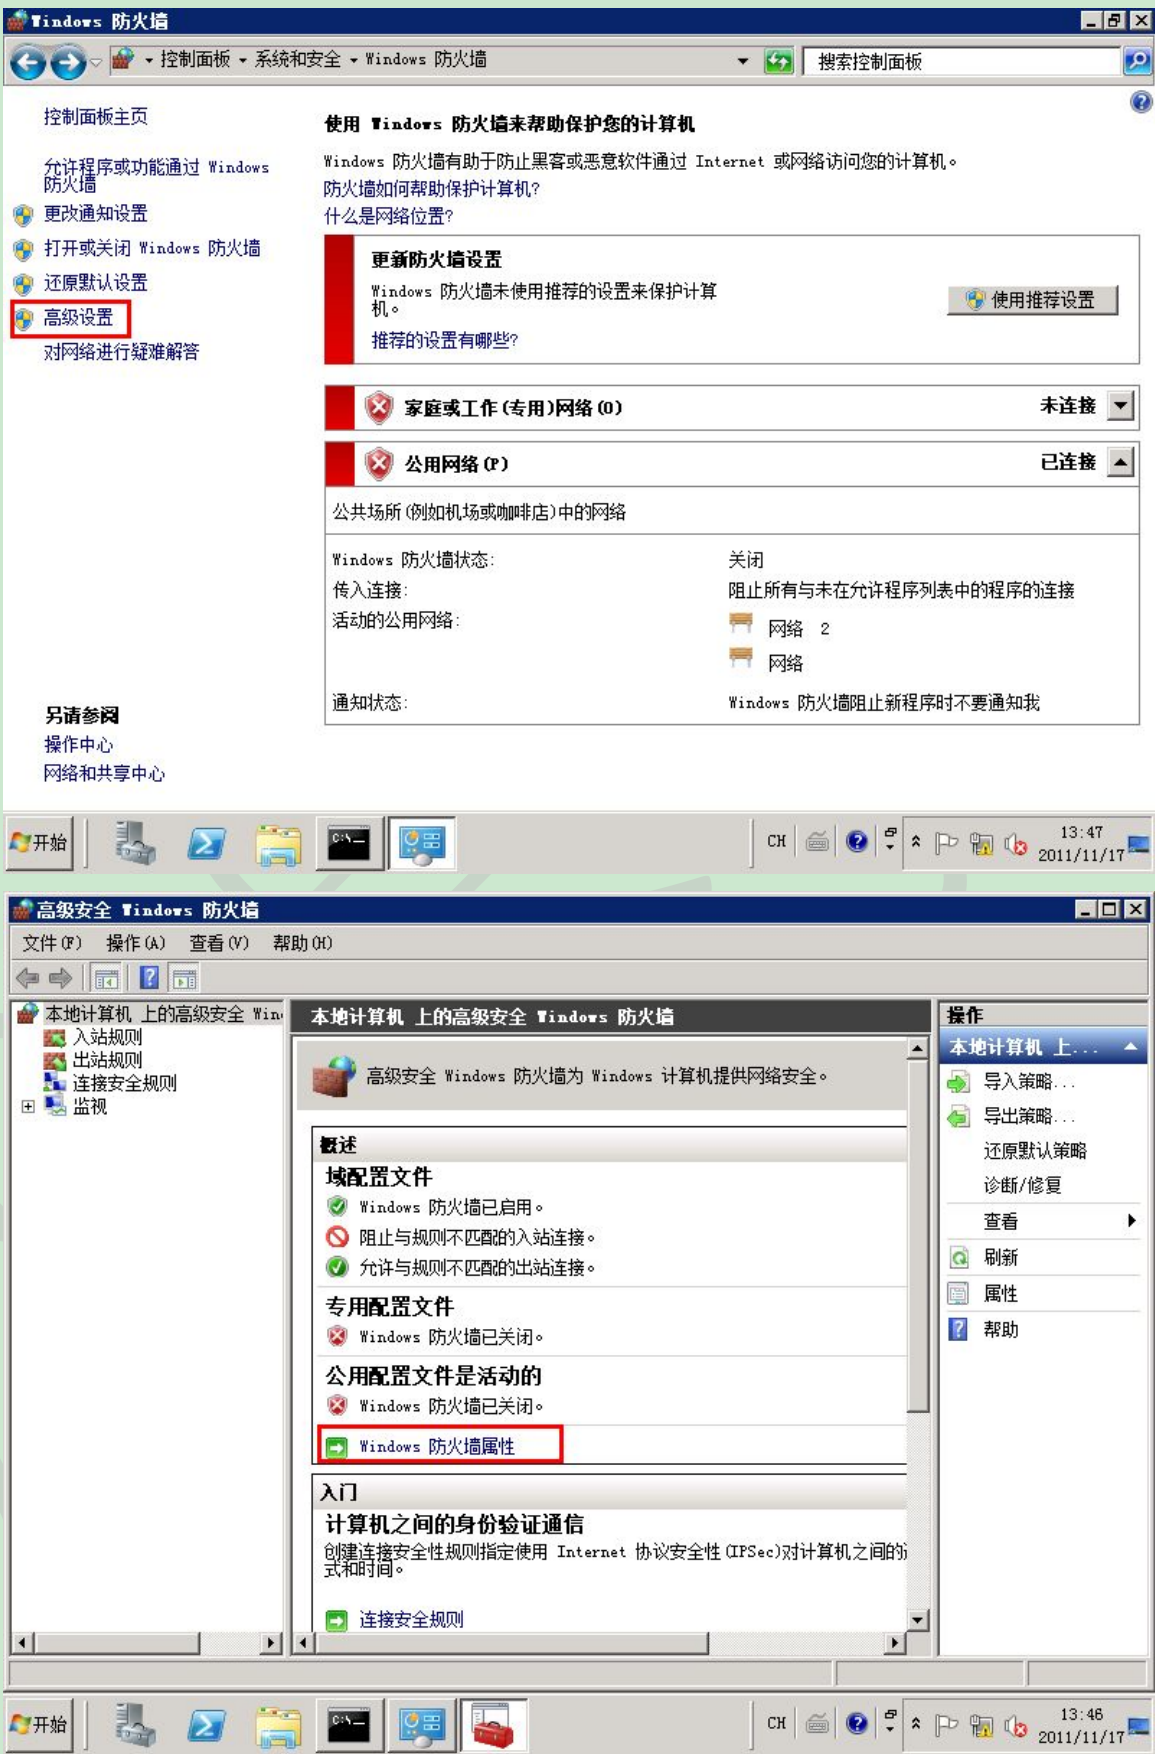 Windows 防火墙
控制面板 系统和安全 Windows 防火墙
搜索控制面板
控制面板主页
允许程序或功能通过 Windows
防火墙
更改通知设置
打开或关闭 Windows 防火墙
还原默认设置
高级设置
对网络进行疑难解答
另请参阅
操作中心
网络和共享中心
使用 Windows 防火墙来帮助保护您的计算机
Windows 防火墙有助于防止黑客或恶意软件通过 Internet 或网络访问您的计算机。
防火墙如何帮助保护计算机?
什么是网络位置?
更新防火墙设置
Windows 防火墙未使用推荐的设置来保护计算
机。
推荐的设置有哪些?
使用推荐设置
家庭或工作(专用)网络(O) 未连接
公用网络(P) 已连接
公共场所(例如机场或咖啡店)中的网络
Windows 防火墙状态: 关闭
传入连接: 阻止所有与未在允许程序列表中的程序的连接
活动的公用网络: 网络 2
网络
通知状态: Windows 防火墙阻止新程序时不要通知我
开始
C:\
CH
13:47
2011/11/17
高级安全 Windows 防火墙
文件(F) 操作(A) 查看(V) 帮助(H)
本地计算机 上的高级安全 Win
入站规则
出站规则
连接安全规则
监视
本地计算机 上的高级安全 Windows 防火墙
高级安全 Windows 防火墙为 Windows 计算机提供网络安全。
概述
域配置文件
Windows 防火墙已启用。
阻止与规则不匹配的入站连接。
允许与规则不匹配的出站连接。
专用配置文件
Windows 防火墙已关闭。
公用配置文件是活动的
Windows 防火墙已关闭。
Windows 防火墙属性
入门
计算机之间的身份验证通信
创建连接安全性规则指定使用 Internet 协议安全性(IPSec)对计算机之间的
式和时间。
连接安全规则
操作
本地计算机 上...
导入策略...
导出策略...
还原默认策略
诊断/修复
查看
刷新
属性
帮助
开始
C:\
CH
13:46
2011/11/17